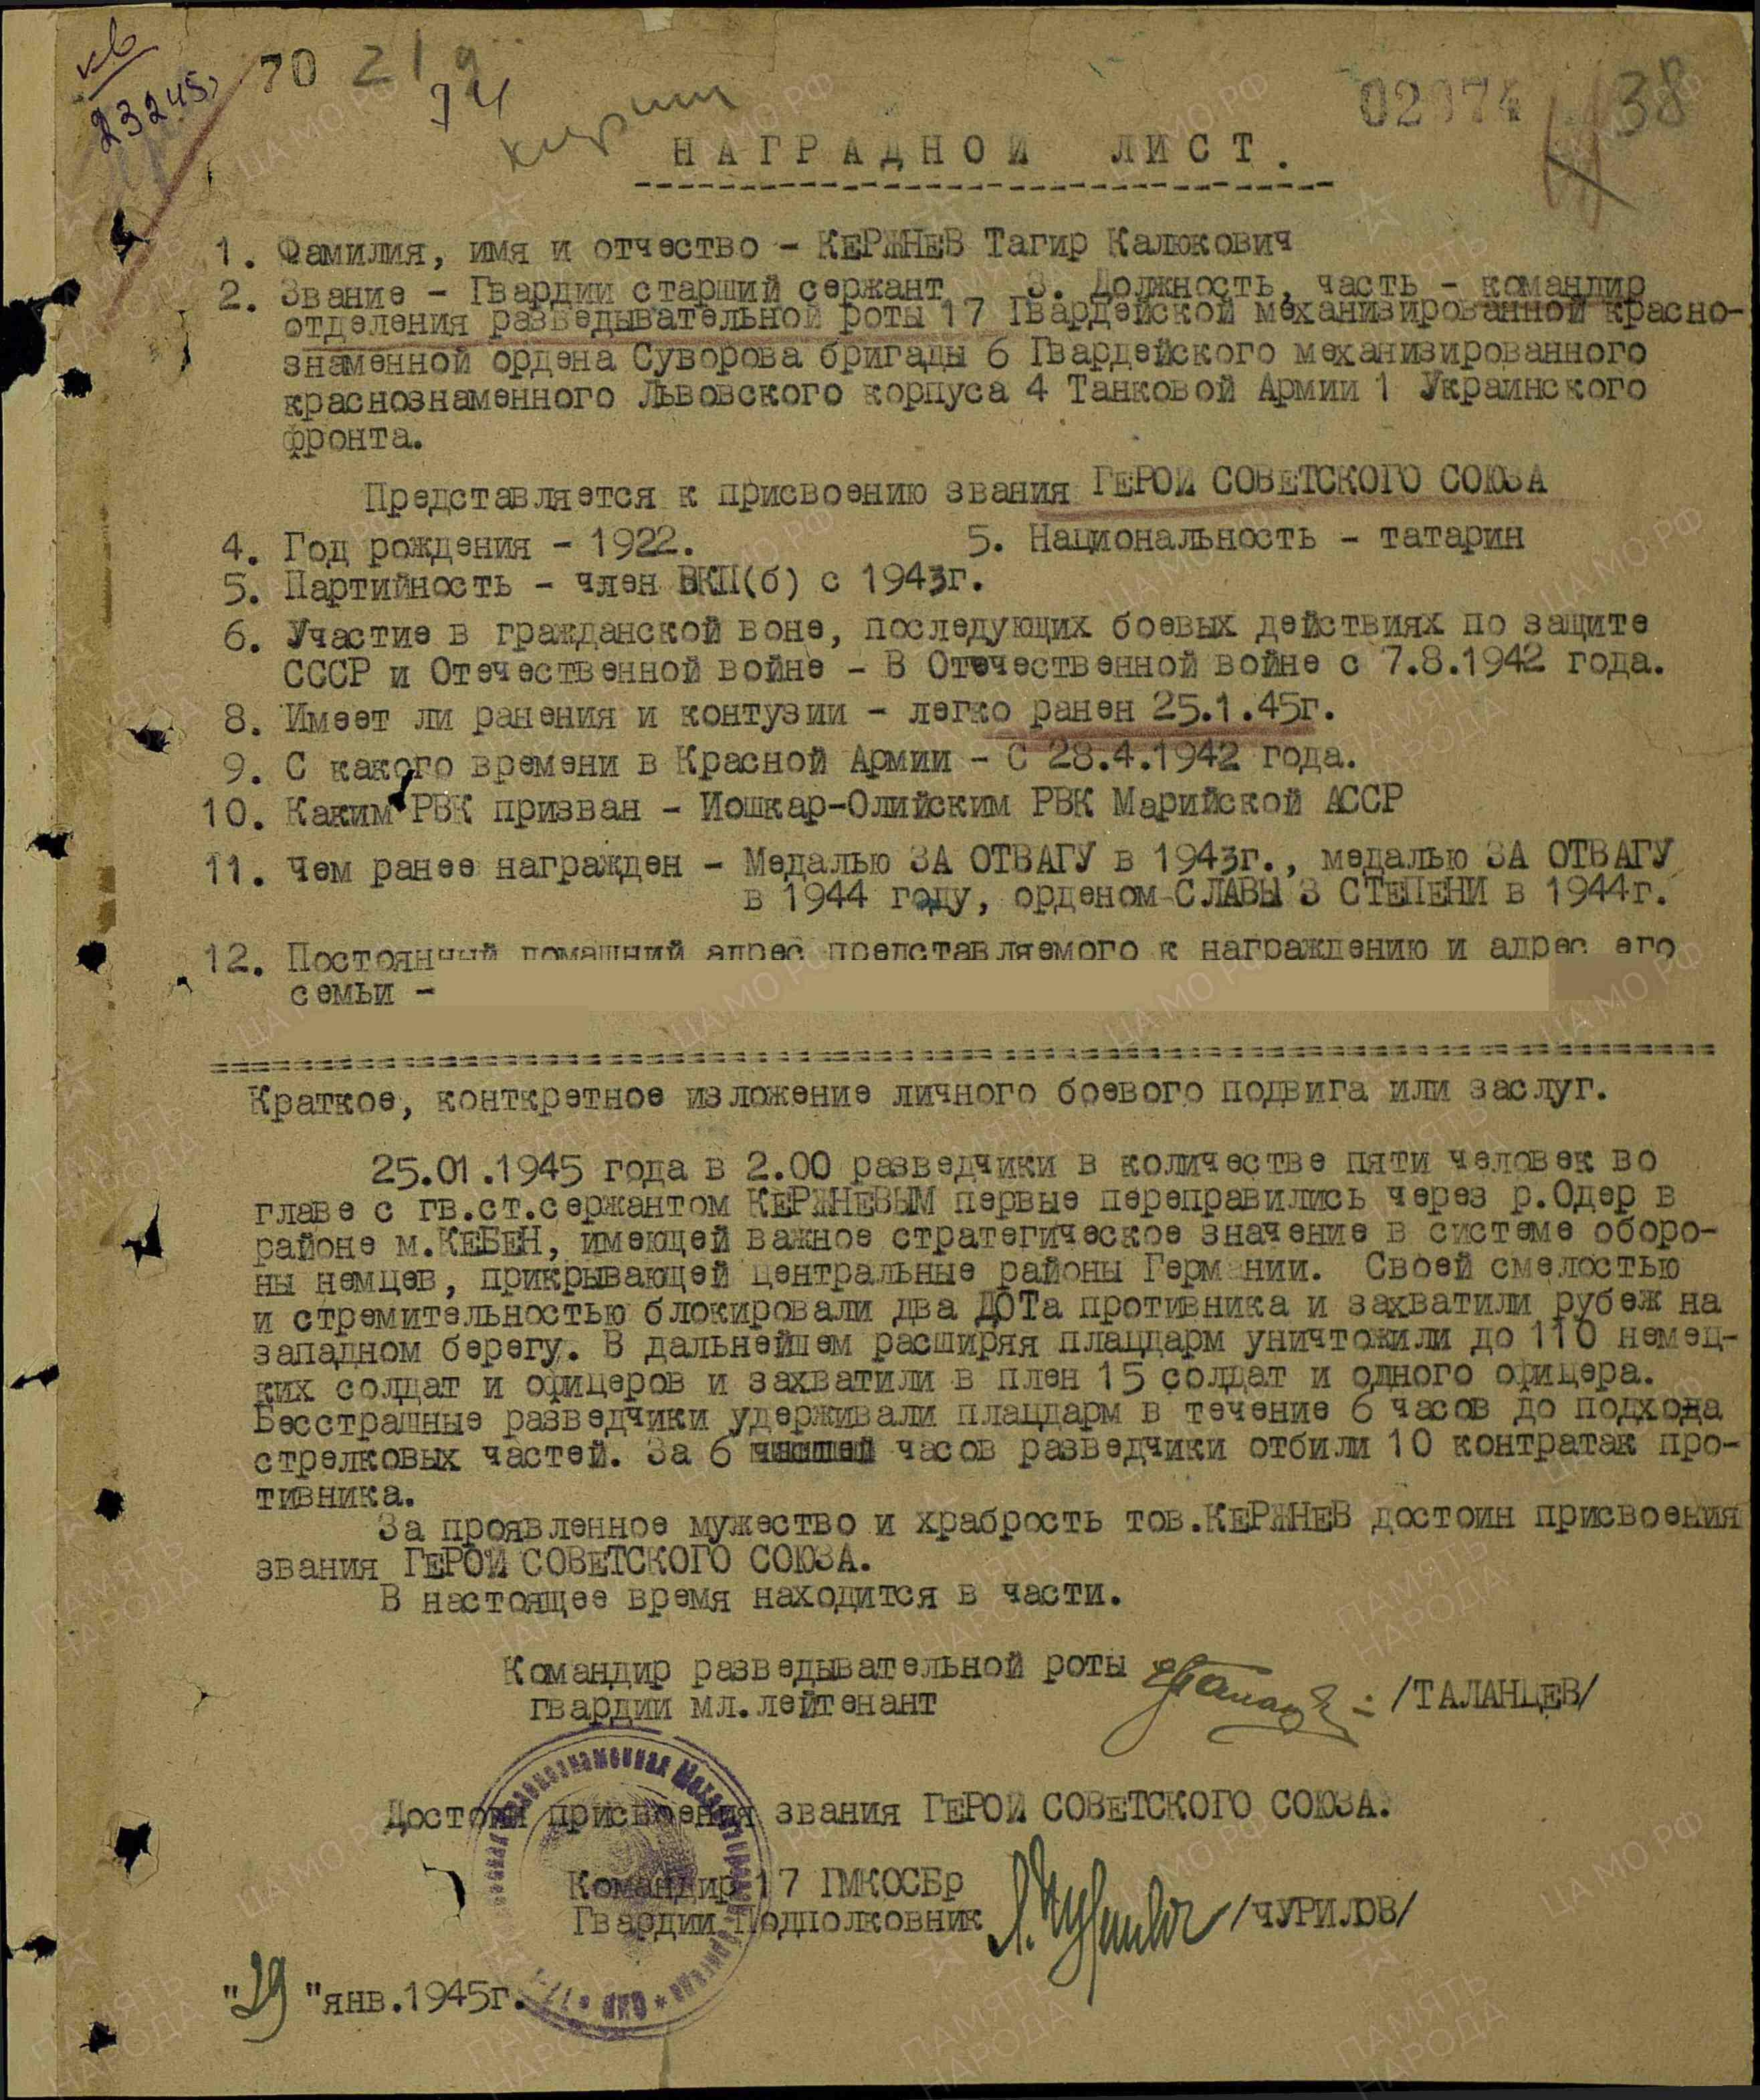 70 219
74
23245
02074 38
НАГРАДНОЙ ЛИСТ.
1. Фамилия, имя и отчество - КЕРЖНЕВ Тагир Калюкович
2. Звание - Гвардии старший сержант 3. Должность, часть - командир
отделения разведывательной роты 17 Гвардейской механизированной красно-
знаменной ордена Суворова бригады 6 Гвардейского механизированного
краснознаменного Львовского корпуса 4 Танковой Армии 1 Украинского
фронта.
Представляется к присвоению звания ГЕРОЙ СОВЕТСКОГО СОЮЗА
4. Год рождения - 1922. 5. Национальность - татарин
5. Партийность - член ВКП(б) с 1943г.
6. Участие в гражданской воне, последующих боевых действиях по защите
СССР и Отечественной войне - В Отечественной войне с 7.8.1942 года.
8. Имеет ли ранения и контузии - легко ранен 25.1.45г.
9. С какого времени в Красной Армии - С 28.4.1942 года.
10. Каким РВК призван - Иошкар-Олийским РВК Марийской АССР
11. Чем ранее награжден - Медалью ЗА ОТВАГУ в 1943г., медалью ЗА ОТВАГУ
в 1944 году, орденом СЛАВЫ 3 СТЕПЕНИ в 1944г.
12. Постоянный домашний адрес представляемого к награждению и адрес его
семьи -
Краткое, конткретное изложение личного боевого подвига или заслуг.
25.01.1945 года в 2.00 разведчики в количестве пяти человек во
главе с гв.ст.сержантом КЕРЖНЕВЫМ первые переправились через р.Одер в
районе м.КЕБЕН, имеющей важное стратегическое значение в системе оборо-
ны немцев, прикрывающей центральные районы Германии. Своей смелостью
и стремительностью блокировали два ДОТа противника и захватили рубеж на
западном берегу. В дальнейшем расширяя плацдарм уничтожили до 110 немец-
ких солдат и офицеров и захватили в плен 15 солдат и одного офицера.
Бесстрашные разведчики удерживали плацдарм в течение 6 часов до подхода
стрелковых частей. За 6 часов разведчики отбили 10 контратак про-
тивника.
За проявленное мужество и храбрость тов.КЕРЖНЕВ достоин присвоения
звания ГЕРОЙ СОВЕТСКОГО СОЮЗА.
В настоящее время находится в части.
Командир разведывательной роты
гвардии мл.лейтенант /ТАЛАНЦЕВ/
Достоин присвоения звания ГЕРОЙ СОВЕТСКОГО СОЮЗА.
Командир 17 ГМКОСБр
Гвардии Подполковник /ЧУРИЛОВ/
"29"янв.1945г.